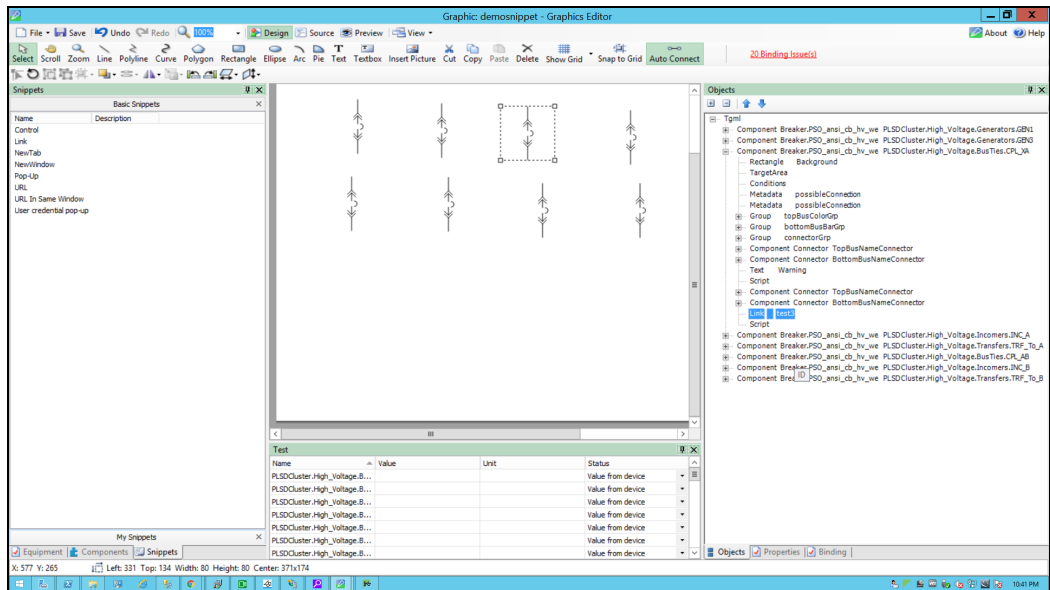 Graphic: demosnippet - Graphics Editor
File Save Undo Redo 100% Design Source Preview View About Help
Select Scroll Zoom Line Polyline Curve Polygon Rectangle Ellipse Arc Pie Text Textbox Insert Picture Cut Copy Paste Delete Show Grid Snap to Grid Auto Connect
20 Binding Issue(s)
Snippets
Basic Snippets
Name Description
Control
Link
NewTab
NewWindow
Pop-Up
URL
URL In Same Window
User credential pop-up
My Snippets
Equipment Components Snippets
Test
Name Value Unit Status
PLSDCluster.High_Voltage.B... Value from device
PLSDCluster.High_Voltage.B... Value from device
PLSDCluster.High_Voltage.B... Value from device
PLSDCluster.High_Voltage.B... Value from device
PLSDCluster.High_Voltage.B... Value from device
PLSDCluster.High_Voltage.B... Value from device
PLSDCluster.High_Voltage.B... Value from device
Objects
Tgml
Component Breaker.PSO_ansi_cb_hv_we PLSDCluster.High_Voltage.Generators.GEN1
Component Breaker.PSO_ansi_cb_hv_we PLSDCluster.High_Voltage.Generators.GEN3
Component Breaker.PSO_ansi_cb_hv_we PLSDCluster.High_Voltage.BusTies.CPL_XA
Rectangle Background
TargetArea
Conditions
Metadata possibleConnection
Metadata possibleConnection
Group topBusColorGrp
Group bottomBusBarGrp
Group connectorGrp
Component Connector TopBusNameConnector
Component Connector BottomBusNameConnector
Text Warning
Script
Component Connector TopBusNameConnector
Component Connector BottomBusNameConnector
Link test3
Script
Component Breaker.PSO_ansi_cb_hv_we PLSDCluster.High_Voltage.Incomers.INC_A
Component Breaker.PSO_ansi_cb_hv_we PLSDCluster.High_Voltage.Transfers.TRF_To_A
Component Breaker.PSO_ansi_cb_hv_we PLSDCluster.High_Voltage.BusTies.CPL_AB
Component Breaker.PSO_ansi_cb_hv_we PLSDCluster.High_Voltage.Incomers.INC_B
ID
Component PSO_ansi_cb_hv_we PLSDCluster.High_Voltage.Transfers.TRF_To_B
Objects Properties Binding
X: 577 Y: 265 Left: 331 Top: 134 Width: 80 Height: 80 Center: 371x174
10:41 PM